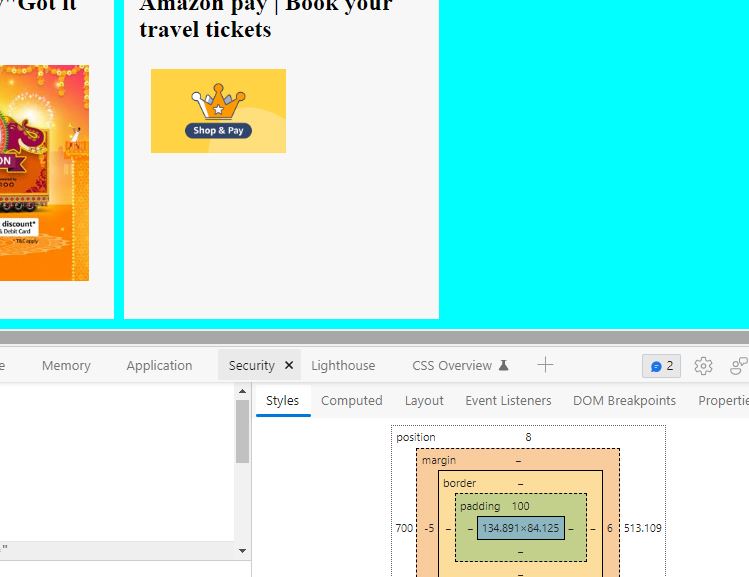 "Got it
Amazon pay | Book your
travel tickets
Shop & Pay
ON
discount*
& Debit Card
*T&C apply
e
Memory
Application
Security
Lighthouse
CSS Overview
2
Styles
Computed
Layout
Event Listeners
DOM Breakpoints
Propertie
position
8
margin
–
border
–
padding
100
700
-5
–
–
134.891×84.125
–
–
6
513.109
–
–
"